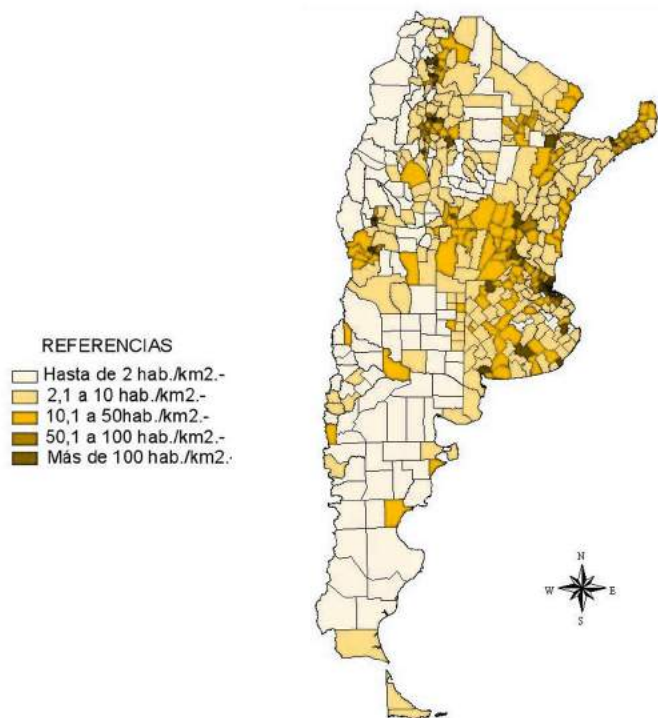 REFERENCIAS
Hasta de 2 hab./km2.-
2,1 a 10 hab./km2.-
10,1 a 50hab./km2.-
50,1 a 100 hab./km2.-
Más de 100 hab./km2.-
N
W E
S